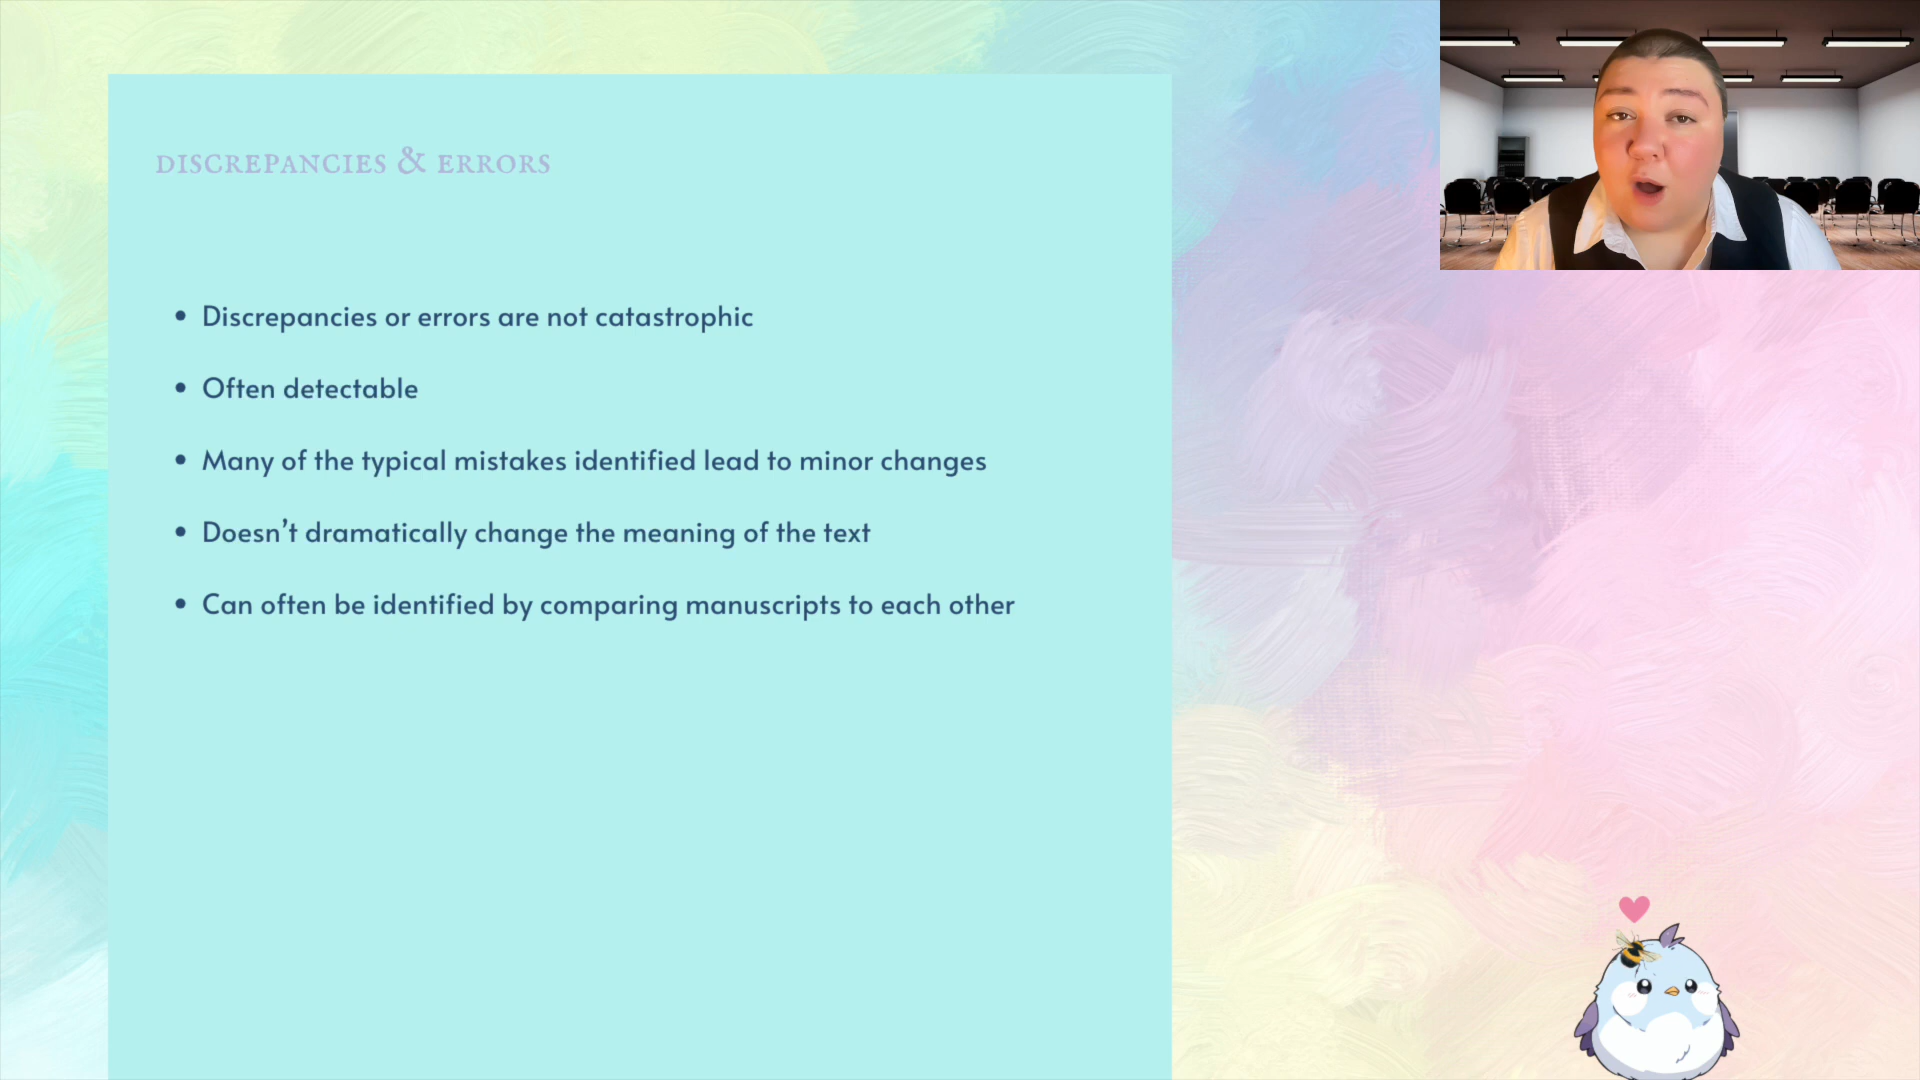 DISCREPANCIES & ERRORS
• Discrepancies or errors are not catastrophic
• Often detectable
• Many of the typical mistakes identified lead to minor changes
• Doesn’t dramatically change the meaning of the text
• Can often be identified by comparing manuscripts to each other